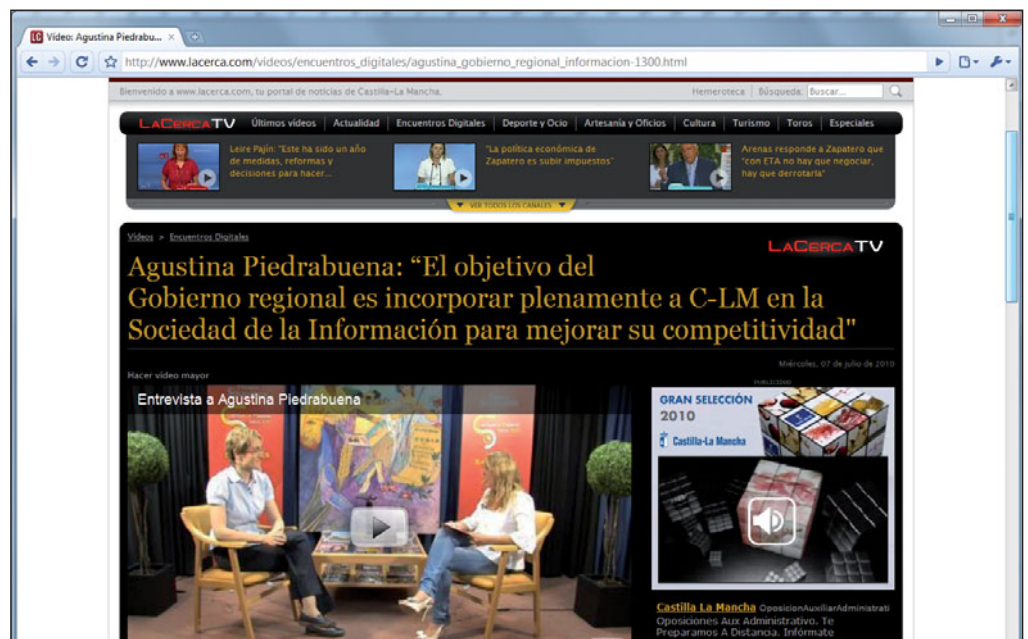 Vídeo: Agustina Piedrabu...
http://www.lacerca.com/videos/encuentros_digitales/agustina_gobierno_regional_informacion-1300.html
Bienvenido a www.lacerca.com, tu portal de noticias de Castilla-La Mancha.
Hemeroteca | Búsqueda: Buscar...
LACERCATV Últimos vídeos | Actualidad | Encuentros Digitales | Deporte y Ocio | Artesanía y Oficios | Cultura | Turismo | Toros | Especiales
Leire Pajín: "Este ha sido un año
de medidas, reformas y
decisiones para hacer...
"La política económica de
Zapatero es subir impuestos"
Arenas responde a Zapatero que
"con ETA no hay que negociar,
hay que derrotarla"
VER TODOS LOS CANALES
Vídeos > Encuentros Digitales
LACERCATV
Agustina Piedrabuena: “El objetivo del
Gobierno regional es incorporar plenamente a C-LM en la
Sociedad de la Información para mejorar su competitividad"
Miércoles, 07 de julio de 2010
Hacer vídeo mayor
PUBLICIDAD
Entrevista a Agustina Piedrabuena
GRAN SELECCIÓN
2010
Castilla-La Mancha
Castilla La Mancha OposicionAuxiliarAdministrati
Oposiciones Aux Administrativo. Te
Preparamos A Distancia. Infórmate